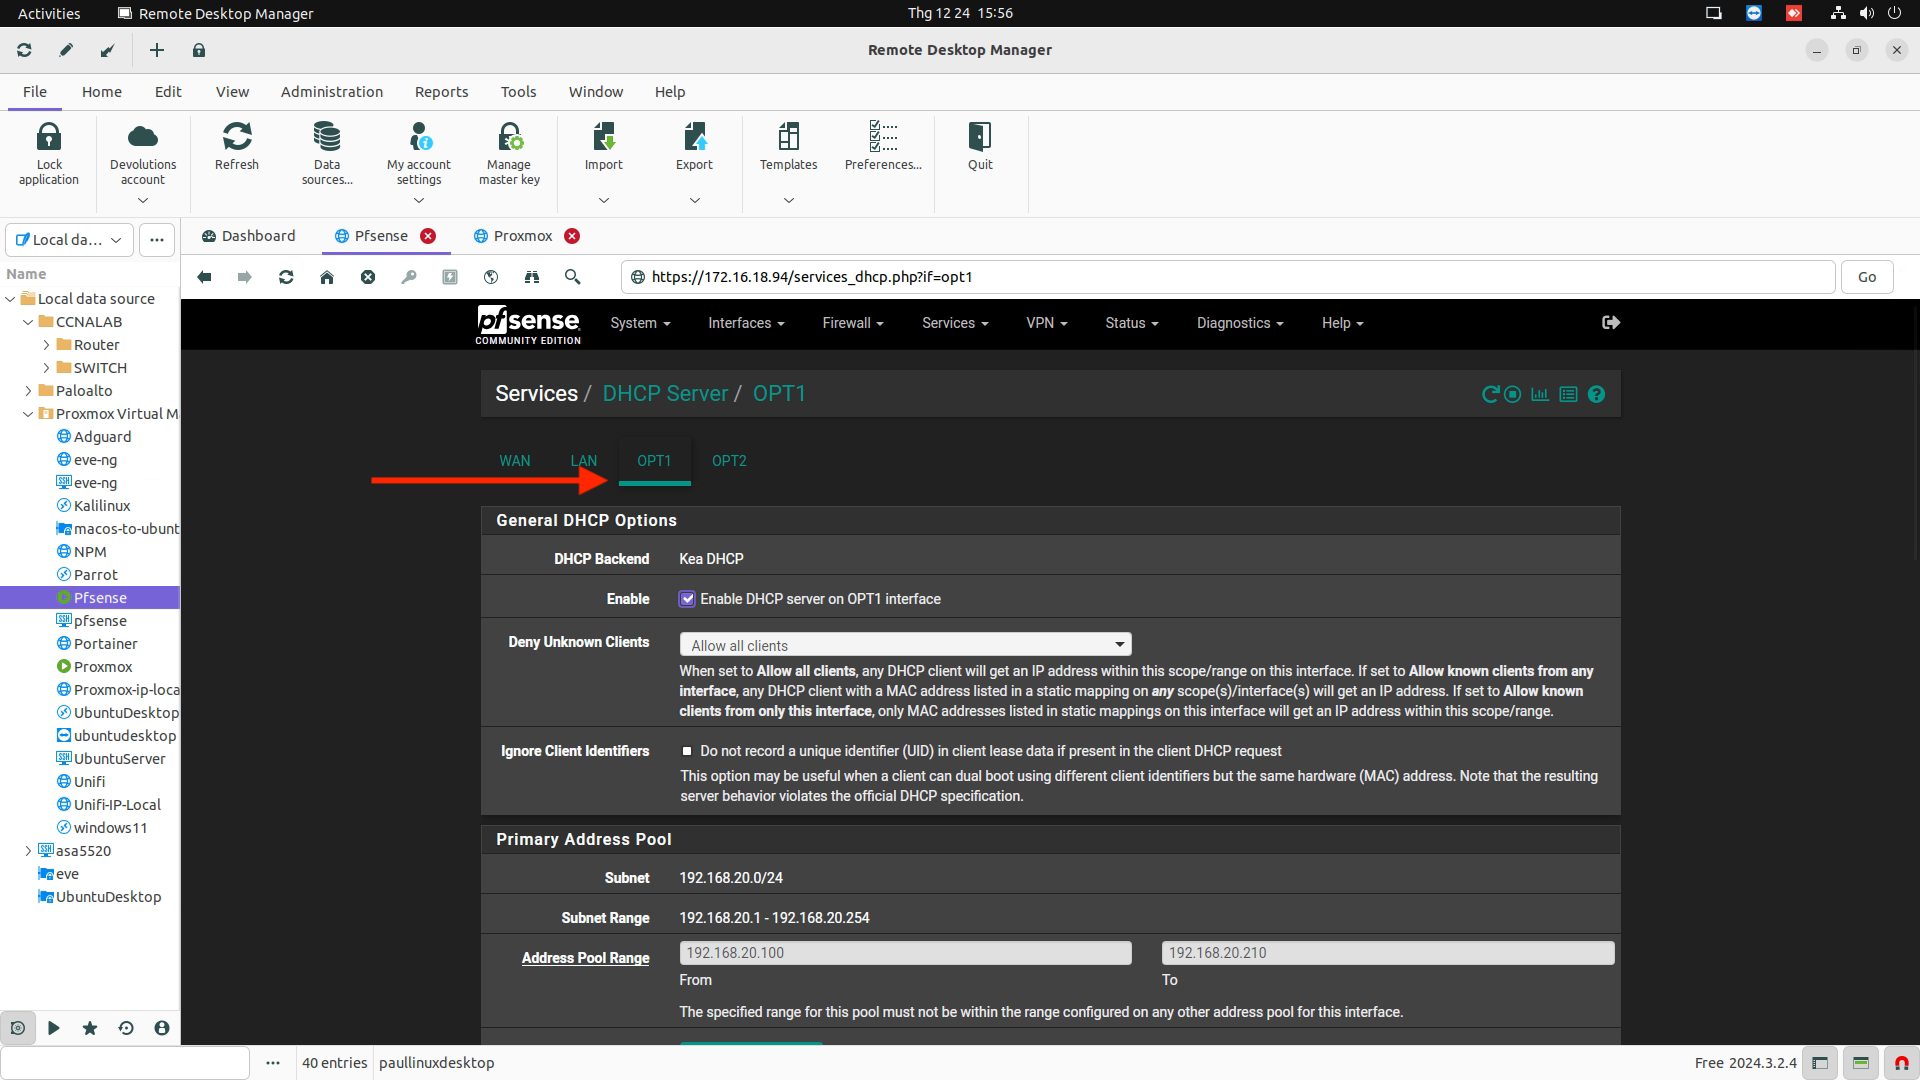 Activities Remote Desktop Manager Thg 12 24 15:56
Remote Desktop Manager
File Home Edit View Administration Reports Tools Window Help
Lock application
Devolutions account
Refresh
Data sources...
My account settings
Manage master key
Import
Export
Templates
Preferences...
Quit
Local da...
Dashboard Pfsense Proxmox
https://172.16.18.94/services_dhcp.php?if=opt1 Go
Name
Local data source
CCNALAB
Router
SWITCH
Paloalto
Proxmox Virtual M
Adguard
eve-ng
SSH eve-ng
Kalilinux
macos-to-ubunt
NPM
Parrot
Pfsense
SSH pfsense
Portainer
Proxmox
Proxmox-ip-loca
UbuntuDesktop
ubuntudesktop
SSH UbuntuServer
Unifi
Unifi-IP-Local
windows11
SSH asa5520
eve
UbuntuDesktop
pfsense
COMMUNITY EDITION
System Interfaces Firewall Services VPN Status Diagnostics Help
Services / DHCP Server / OPT1
WAN LAN OPT1 OPT2
General DHCP Options
DHCP Backend Kea DHCP
Enable Enable DHCP server on OPT1 interface
Deny Unknown Clients Allow all clients
When set to Allow all clients, any DHCP client will get an IP address within this scope/range on this interface. If set to Allow known clients from any
interface, any DHCP client with a MAC address listed in a static mapping on any scope(s)/interface(s) will get an IP address. If set to Allow known
clients from only this interface, only MAC addresses listed in static mappings on this interface will get an IP address within this scope/range.
Ignore Client Identifiers Do not record a unique identifier (UID) in client lease data if present in the client DHCP request
This option may be useful when a client can dual boot using different client identifiers but the same hardware (MAC) address. Note that the resulting
server behavior violates the official DHCP specification.
Primary Address Pool
Subnet 192.168.20.0/24
Subnet Range 192.168.20.1 - 192.168.20.254
Address Pool Range 192.168.20.100 192.168.20.210
From To
The specified range for this pool must not be within the range configured on any other address pool for this interface.
40 entries paullinuxdesktop Free 2024.3.2.4